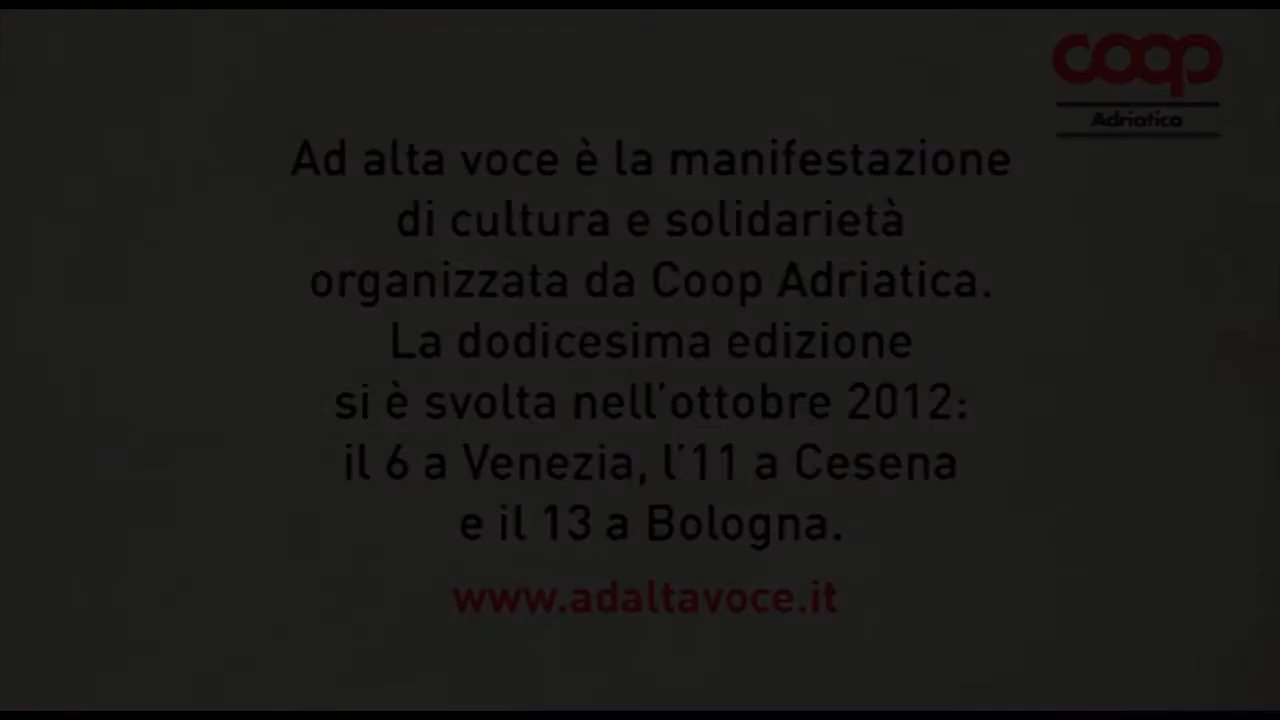 coop
Adriatica
Ad alta voce è la manifestazione
di cultura e solidarietà
organizzata da Coop Adriatica.
La dodicesima edizione
si è svolta nell'ottobre 2012:
il 6 a Venezia, l'11 a Cesena
e il 13 a Bologna.
www.adaltavoce.it